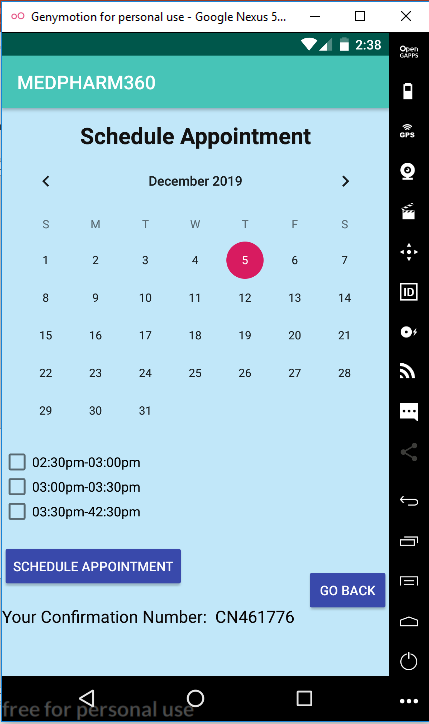 Genymotion for personal use - Google Nexus 5...
2:38
Open
GAPPS
MEDPHARM360
GPS
Schedule Appointment
December 2019
S M T W T F S
1 2 3 4 5 6 7
8 9 10 11 12 13 14
15 16 17 18 19 20 21
22 23 24 25 26 27 28
29 30 31
ID
02:30pm-03:00pm
03:00pm-03:30pm
03:30pm-42:30pm
SCHEDULE APPOINTMENT
GO BACK
Your Confirmation Number: CN461776
free for personal use